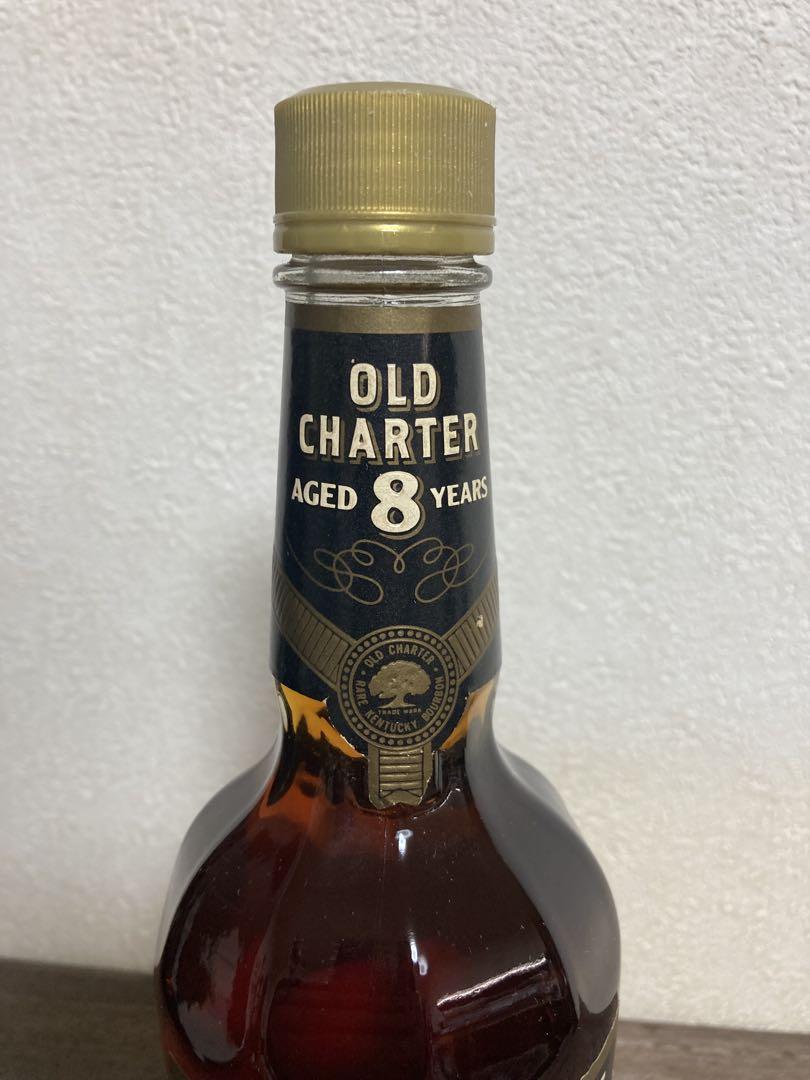 OLD
CHARTER
AGED 8 YEARS
OLD CHARTER
RARE KENTUCKY BOURBON
TRADE MARK